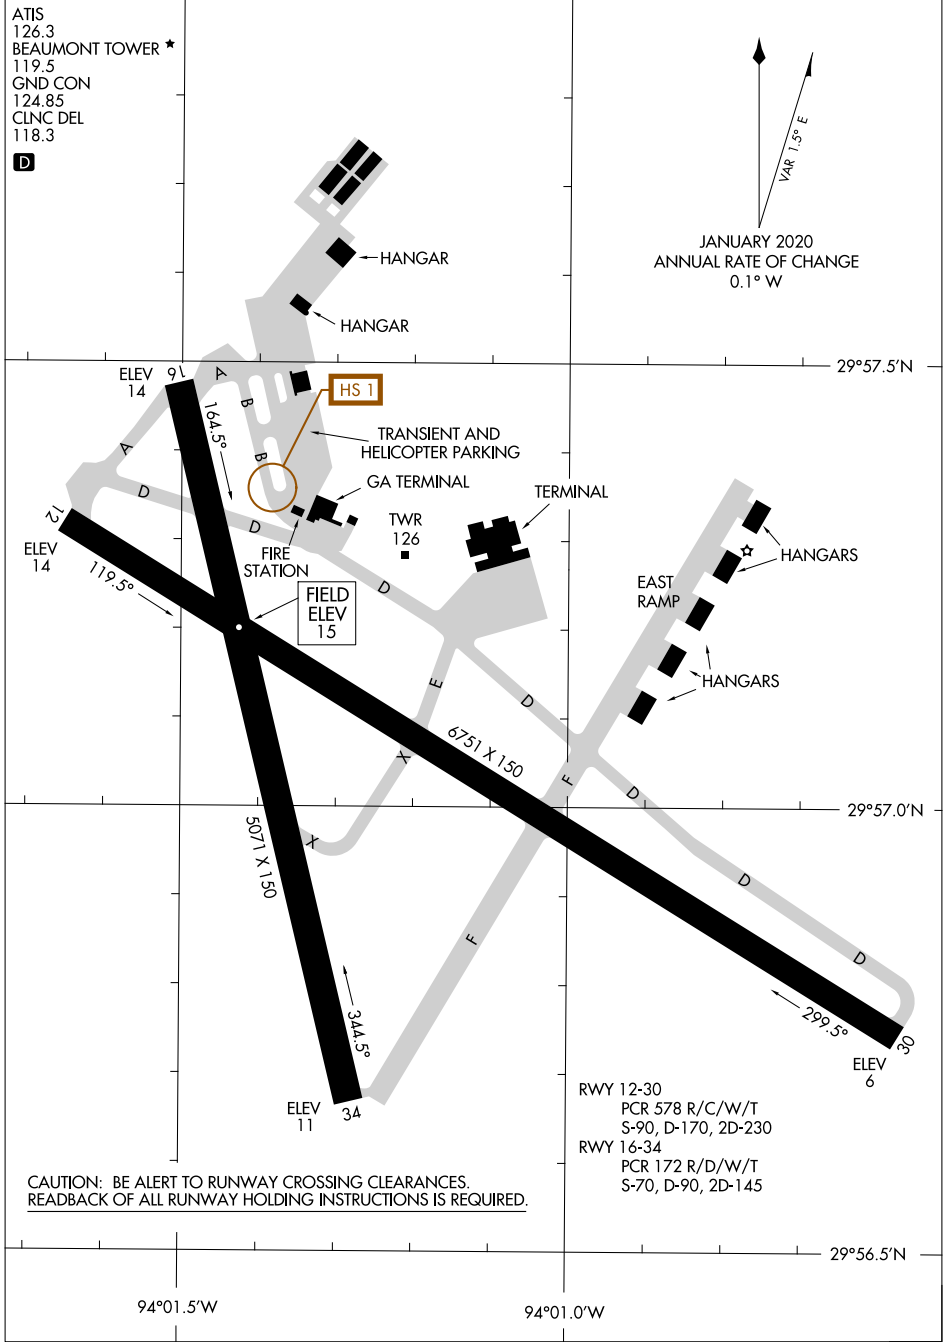 ATIS
126.3
BEAUMONT TOWER ★
119.5
GND CON
124.85
CLNC DEL
118.3
D
VAR 1.5° E
JANUARY 2020
ANNUAL RATE OF CHANGE
0.1° W
HANGAR
HANGAR
29°57.5'N
ELEV
14
16
A
HS 1
164.5°
B
TRANSIENT AND
HELICOPTER PARKING
A
B
GA TERMINAL
D
TERMINAL
12
D
TWR
126
ELEV
14
FIRE
STATION
HANGARS
119.5°
FIELD
ELEV
15
D
EAST
RAMP
E
HANGARS
D
X
6751 X 150
F
D
29°57.0'N
5071 X 150
X
D
F
D
344.5°
299.5°
30
ELEV
6
ELEV
11
34
RWY 12-30
PCR 578 R/C/W/T
S-90, D-170, 2D-230
RWY 16-34
PCR 172 R/D/W/T
S-70, D-90, 2D-145
CAUTION: BE ALERT TO RUNWAY CROSSING CLEARANCES.
READBACK OF ALL RUNWAY HOLDING INSTRUCTIONS IS REQUIRED.
29°56.5'N
94°01.5'W
94°01.0'W